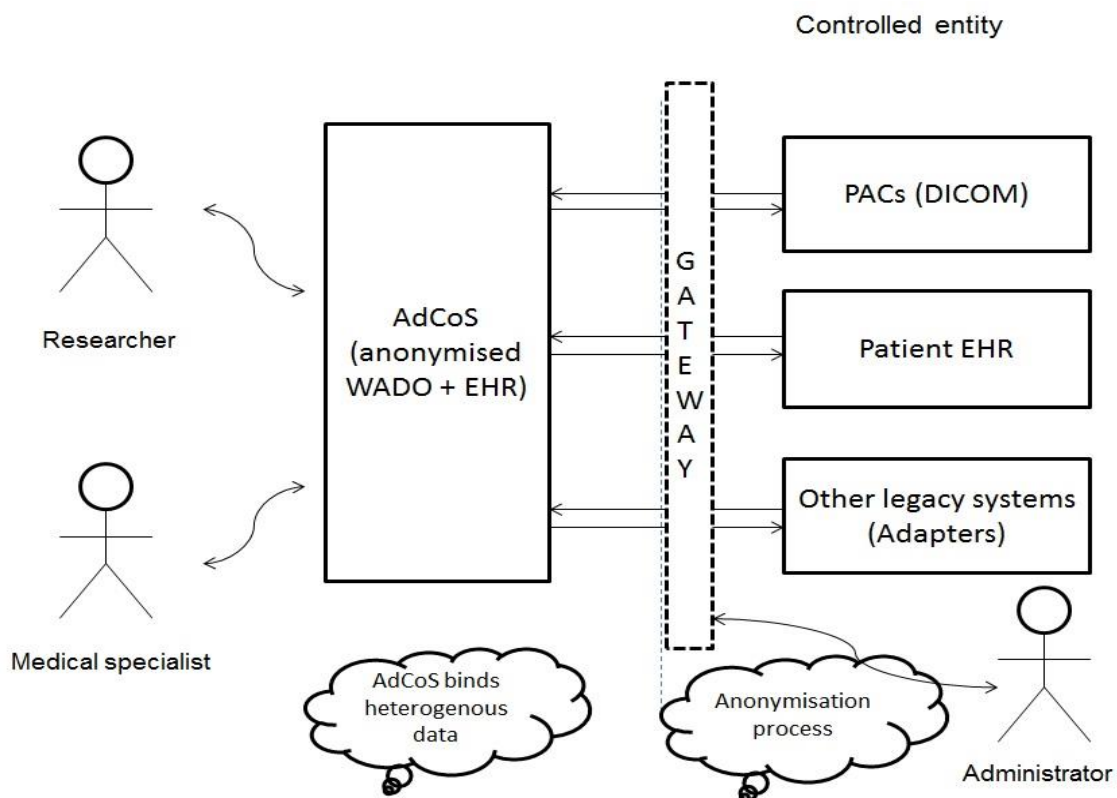 Controlled entity
Researcher
Medical specialist
AdCoS
(anonymised
WADO + EHR)
AdCoS binds
heterogenous
data
GATEWAY
Anonymisation
process
PACs (DICOM)
Patient EHR
Other legacy systems
(Adapters)
Administrator